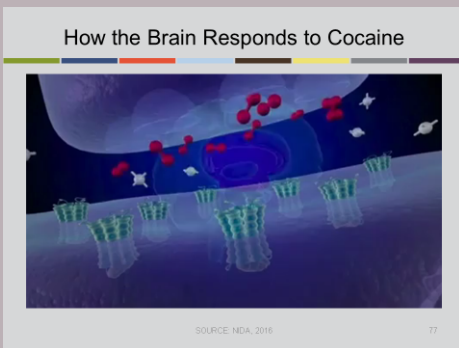 How the Brain Responds to Cocaine
SOURCE: NIDA, 2016
77